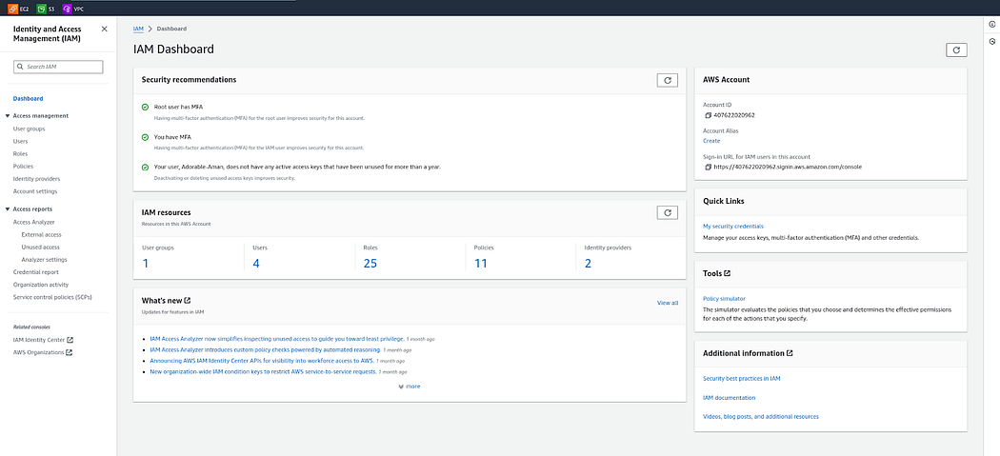 EC2 S3 VPC
Identity and Access
Management (IAM)
Search IAM
Dashboard
Access management
User groups
Users
Roles
Policies
Identity providers
Account settings
Access reports
Access Analyzer
External access
Unused access
Analyzer settings
Credential report
Organization activity
Service control policies (SCPs)
Related consoles
IAM Identity Center
AWS Organizations
IAM > Dashboard
IAM Dashboard
Security recommendations
Root user has MFA
Having multi-factor authentication (MFA) for the root user improves security for this account.
You have MFA
Having multi-factor authentication (MFA) for the IAM user improves security for this account.
Your user, Adorable-Aman, does not have any active access keys that have been unused for more than a year.
Deactivating or deleting unused access keys improves security.
IAM resources
Resources in this AWS Account
User groups Users Roles Policies Identity providers
1 4 25 11 2
What's new
View all
Updates for features in IAM
IAM Access Analyzer now simplifies inspecting unused access to guide you toward least privilege. 1 month ago
IAM Access Analyzer introduces custom policy checks powered by automated reasoning. 1 month ago
Announcing AWS IAM Identity Center APIs for visibility into workforce access to AWS. 1 month ago
New organization-wide IAM condition keys to restrict AWS service-to-service requests. 1 month ago
more
AWS Account
Account ID
407622020962
Account Alias
Create
Sign-in URL for IAM users in this account
https://407622020962.signin.aws.amazon.com/console
Quick Links
My security credentials
Manage your access keys, multi-factor authentication (MFA) and other credentials.
Tools
Policy simulator
The simulator evaluates the policies that you choose and determines the effective permissions
for each of the actions that you specify.
Additional information
Security best practices in IAM
IAM documentation
Videos, blog posts, and additional resources